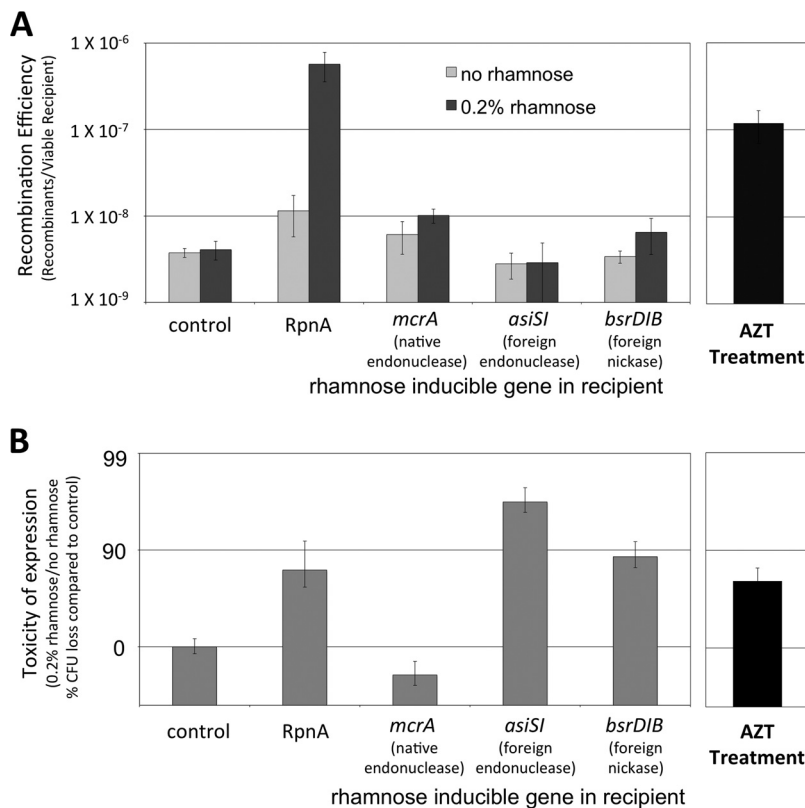 A
Recombination Efficiency
(Recombinants/Viable Recipient)
1 X 10-6
1 X 10-7
1 X 10-8
1 X 10-9
no rhamnose
0.2% rhamnose
control
RpnA
mcrA
(native
endonuclease)
asiSI
(foreign
endonuclease)
bsrDIB
(foreign
nickase)
rhamnose inducible gene in recipient
AZT
Treatment
B
Toxicity of expression
(0.2% rhamnose/no rhamnose
% CFU loss compared to control)
99
90
0
control
RpnA
mcrA
(native
endonuclease)
asiSI
(foreign
endonuclease)
bsrDIB
(foreign
nickase)
rhamnose inducible gene in recipient
AZT
Treatment